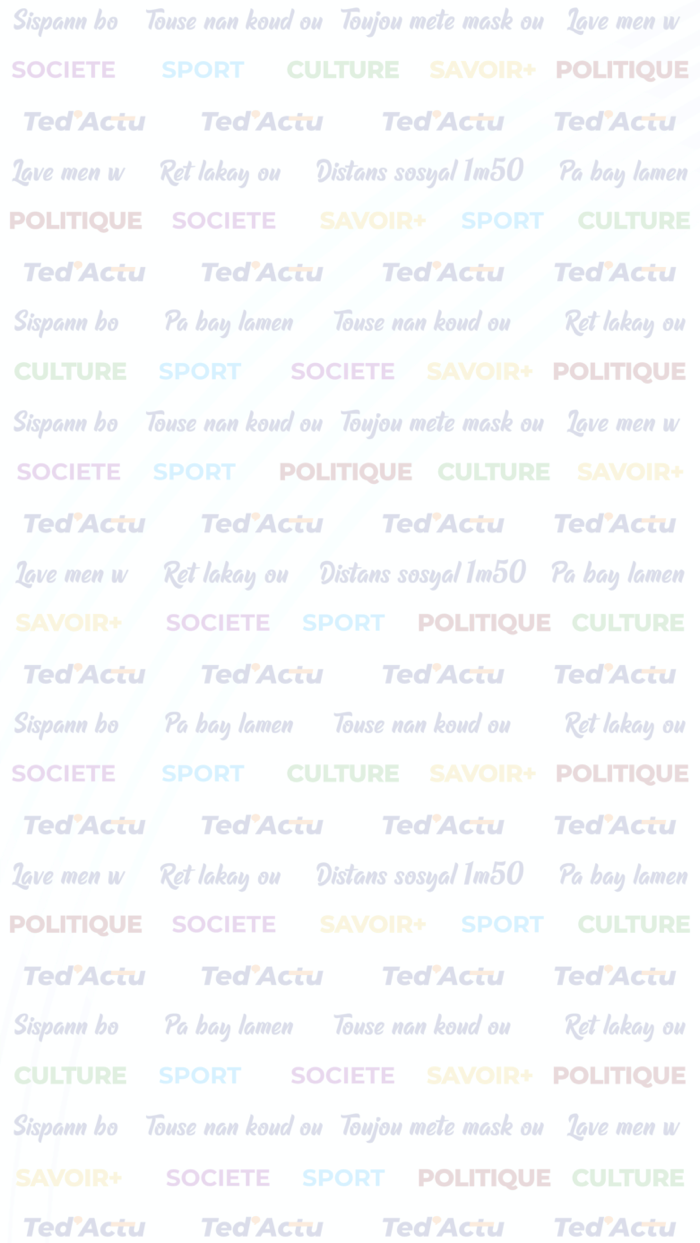 Sispann bo Touse nan koud ou Toujou mete mask ou Lave men w
SOCIETE SPORT CULTURE SAVOIR+ POLITIQUE
Ted'Actu Ted'Actu Ted'Actu Ted'Actu
Lave men w Ret lakay ou Distans sosyal 1m50 Pa bay lamen
POLITIQUE SOCIETE SAVOIR+ SPORT CULTURE
Ted'Actu Ted'Actu Ted'Actu Ted'Actu
Sispann bo Pa bay lamen Touse nan koud ou Ret lakay ou
CULTURE SPORT SOCIETE SAVOIR+ POLITIQUE
Sispann bo Touse nan koud ou Toujou mete mask ou Lave men w
SOCIETE SPORT POLITIQUE CULTURE SAVOIR+
Ted'Actu Ted'Actu Ted'Actu Ted'Actu
Lave men w Ret lakay ou Distans sosyal 1m50 Pa bay lamen
SAVOIR+ SOCIETE SPORT POLITIQUE CULTURE
Ted'Actu Ted'Actu Ted'Actu Ted'Actu
Sispann bo Pa bay lamen Touse nan koud ou Ret lakay ou
SOCIETE SPORT CULTURE SAVOIR+ POLITIQUE
Ted'Actu Ted'Actu Ted'Actu Ted'Actu
Lave men w Ret lakay ou Distans sosyal 1m50 Pa bay lamen
POLITIQUE SOCIETE SAVOIR+ SPORT CULTURE
Ted'Actu Ted'Actu Ted'Actu Ted'Actu
Sispann bo Pa bay lamen Touse nan koud ou Ret lakay ou
CULTURE SPORT SOCIETE SAVOIR+ POLITIQUE
Sispann bo Touse nan koud ou Toujou mete mask ou Lave men w
SAVOIR+ SOCIETE SPORT POLITIQUE CULTURE
Ted'Actu Ted'Actu Ted'Actu Ted'Actu